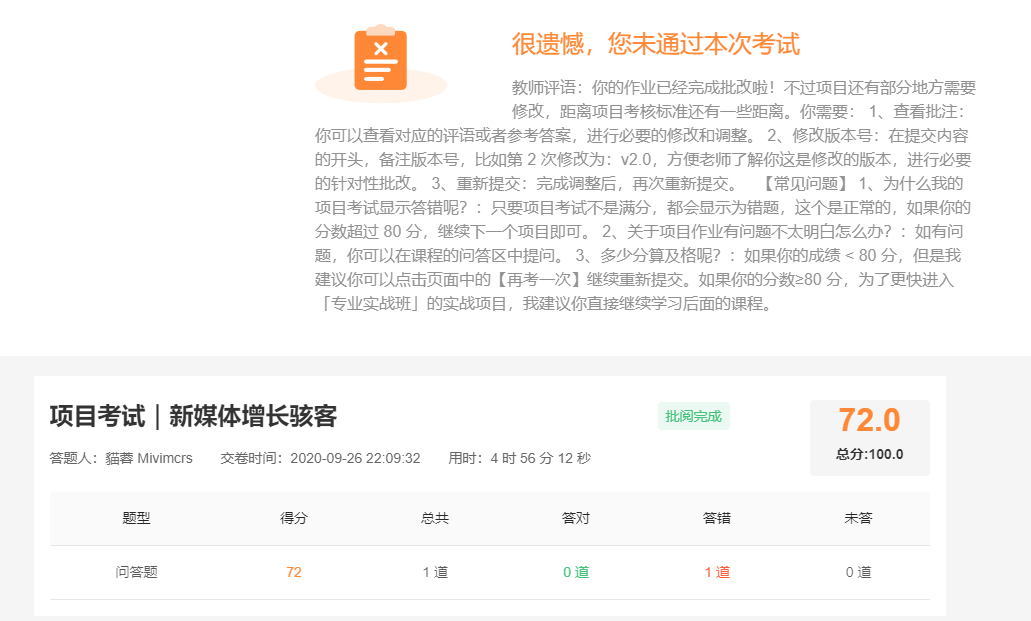 很遗憾，您未通过本次考试
教师评语：你的作业已经完成批改啦！不过项目还有部分地方需要
修改，距离项目考核标准还有一些距离。你需要： 1、查看批注：
你可以查看对应的评语或者参考答案，进行必要的修改和调整。 2、修改版本号：在提交内容
的开头，备注版本号，比如第 2 次修改为：v2.0，方便老师了解你这是修改的版本，进行必要
的针对性批改。 3、重新提交：完成调整后，再次重新提交。 【常见问题】 1、为什么我的
项目考试显示答错呢？：只要项目考试不是满分，都会显示为错题，这个是正常的，如果你的
分数超过 80 分，继续下一个项目即可。 2、关于项目作业有问题不太明白怎么办？：如有问
题，你可以在课程的问答区中提问。 3、多少分算及格呢？：如果你的成绩 < 80 分，但是我
建议你可以点击页面中的【再考一次】继续重新提交。如果你的分数≥80 分，为了更快进入
「专业实战班」的实战项目，我建议你直接继续学习后面的课程。
项目考试｜新媒体增长骇客 批阅完成 72.0
答题人：貓蓉 Mivimcrs 交卷时间：2020-09-26 22:09:32 用时：4 时 56 分 12 秒 总分:100.0
题型 得分 总共 答对 答错 未答
问答题 72 1 道 0 道 1 道 0 道